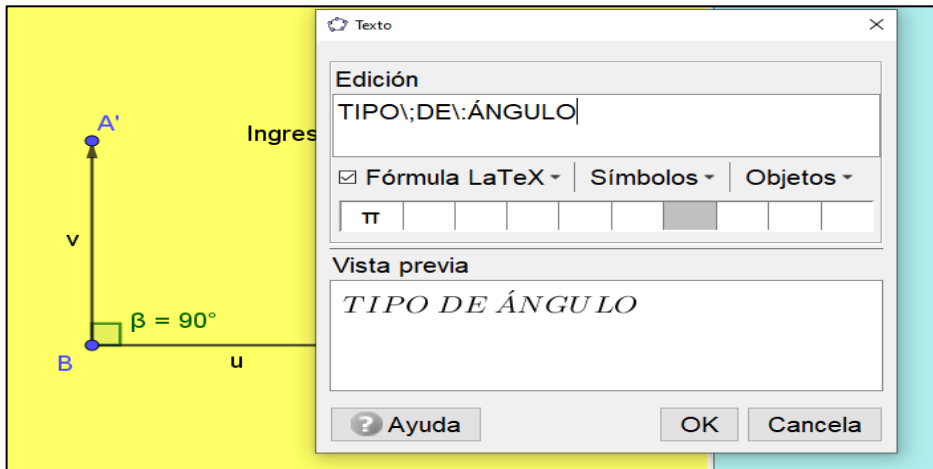 Texto
Edición
TIPO\;DE\:ÁNGULO
Fórmula LaTeX Símbolos Objetos
π
Vista previa
TIPO DE ÁNGULO
Ayuda OK Cancela
A'
Ingres
v
β = 90°
B
u